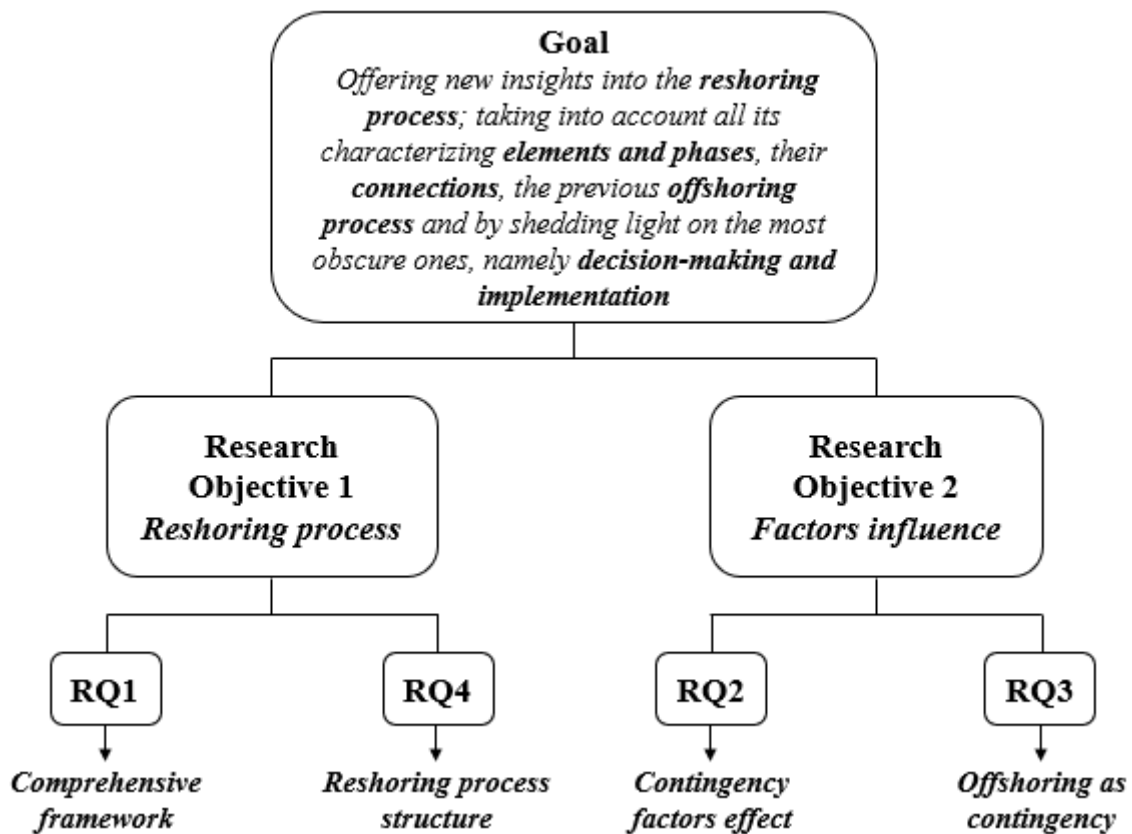 Goal
Offering new insights into the reshoring
process; taking into account all its
characterizing elements and phases, their
connections, the previous offshoring
process and by shedding light on the most
obscure ones, namely decision-making and
implementation
Research
Objective 1
Reshoring process
Research
Objective 2
Factors influence
RQ1
RQ4
RQ2
RQ3
Comprehensive
framework
Reshoring process
structure
Contingency
factors effect
Offshoring as
contingency